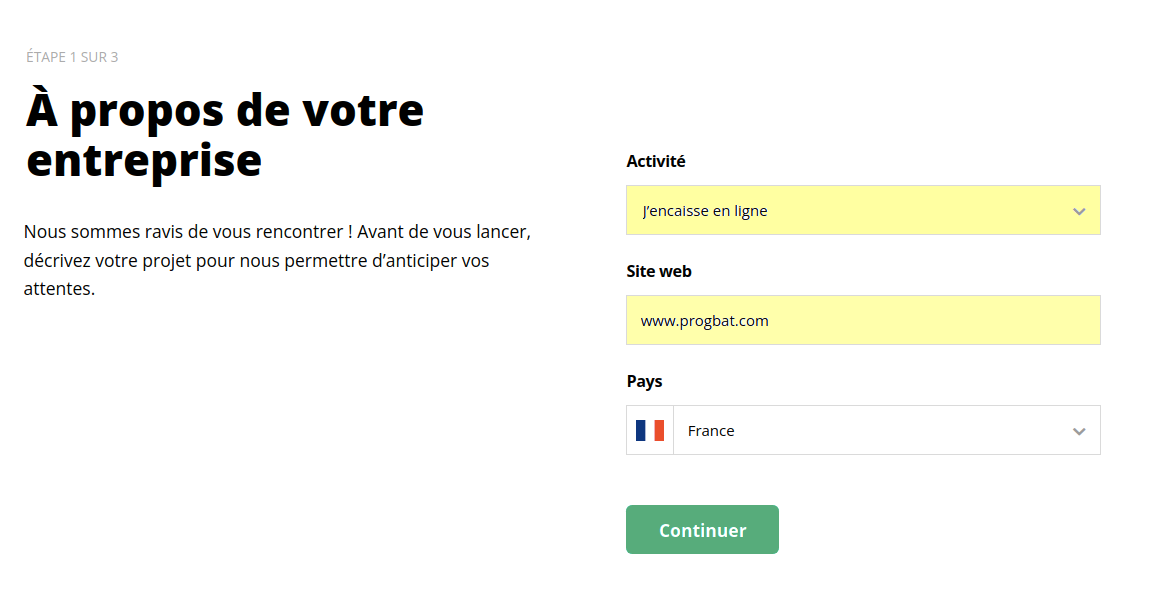 ÉTAPE 1 SUR 3
À propos de votre
entreprise
Nous sommes ravis de vous rencontrer ! Avant de vous lancer,
décrivez votre projet pour nous permettre d’anticiper vos
attentes.
Activité
J’encaisse en ligne
Site web
www.progbat.com
Pays
France
Continuer